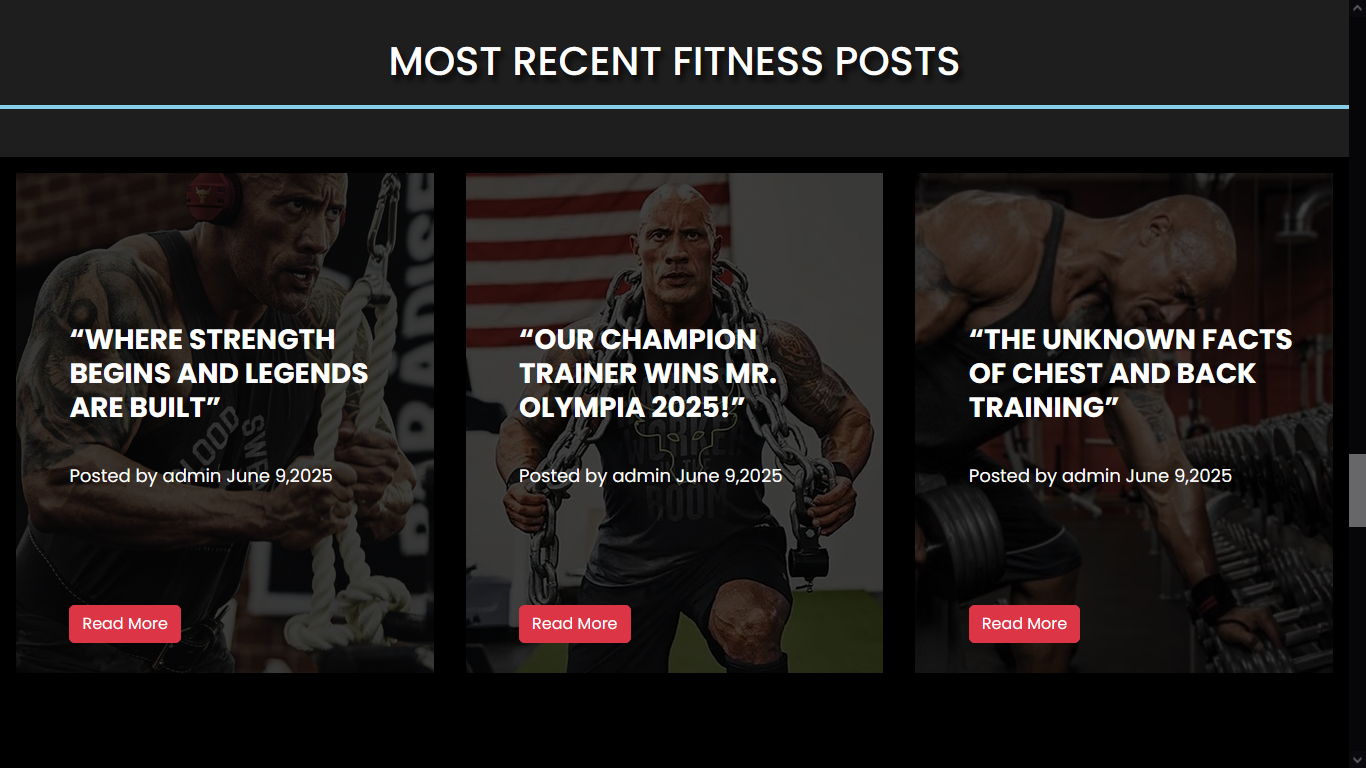 MOST RECENT FITNESS POSTS
“WHERE STRENGTH
BEGINS AND LEGENDS
ARE BUILT”
Posted by admin June 9,2025
Read More
“OUR CHAMPION
TRAINER WINS MR.
OLYMPIA 2025!”
Posted by admin June 9,2025
Read More
“THE UNKNOWN FACTS
OF CHEST AND BACK
TRAINING”
Posted by admin June 9,2025
Read More